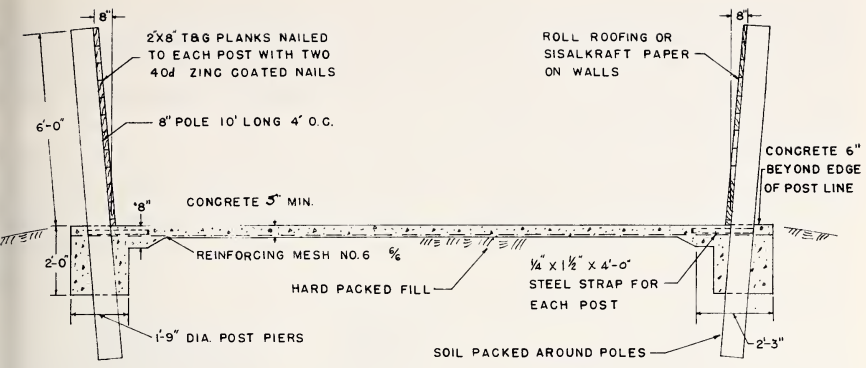 8"
2"X8" T&G PLANKS NAILED
TO EACH POST WITH TWO
40d ZINC COATED NAILS
8" POLE 10' LONG 4' O.C.
6'-0"
2'-0"
8"
CONCRETE 5" MIN.
REINFORCING MESH NO.6 6/6
HARD PACKED FILL
1'-9" DIA. POST PIERS
8"
ROLL ROOFING OR
SISALKRAFT PAPER
ON WALLS
CONCRETE 6"
BEYOND EDGE
OF POST LINE
1/4" X 1 1/2" X 4'-0"
STEEL STRAP FOR
EACH POST
2'-3"
SOIL PACKED AROUND POLES